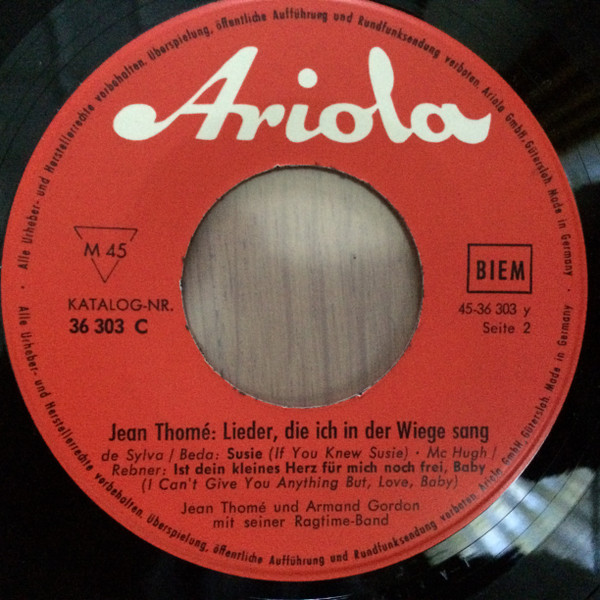 Alle Urheber- und Herstellerrechte vorbehalten. Überspielung, öffentliche Aufführung und Rundfunksendung verboten. Ariola GmbH, Gütersloh. Made in Germany
Ariola
M 45
BIEM
KATALOG-NR.
36 303 C
45-36 303 y
Seite 2
Jean Thomé: Lieder, die ich in der Wiege sang
de Sylva / Beda: Susie (If You Knew Susie) · Mc Hugh /
Rebner: Ist dein kleines Herz für mich noch frei, Baby
(I Can't Give You Anything But, Love, Baby)
Jean Thomé und Armand Gordon
mit seiner Ragtime-Band
Alle Urheber- und Herstellerrechte vorbehalten. Überspielung, öffentliche Aufführung und Rundfunksendung verboten. Ariola GmbH, Gütersloh. Made in Germany